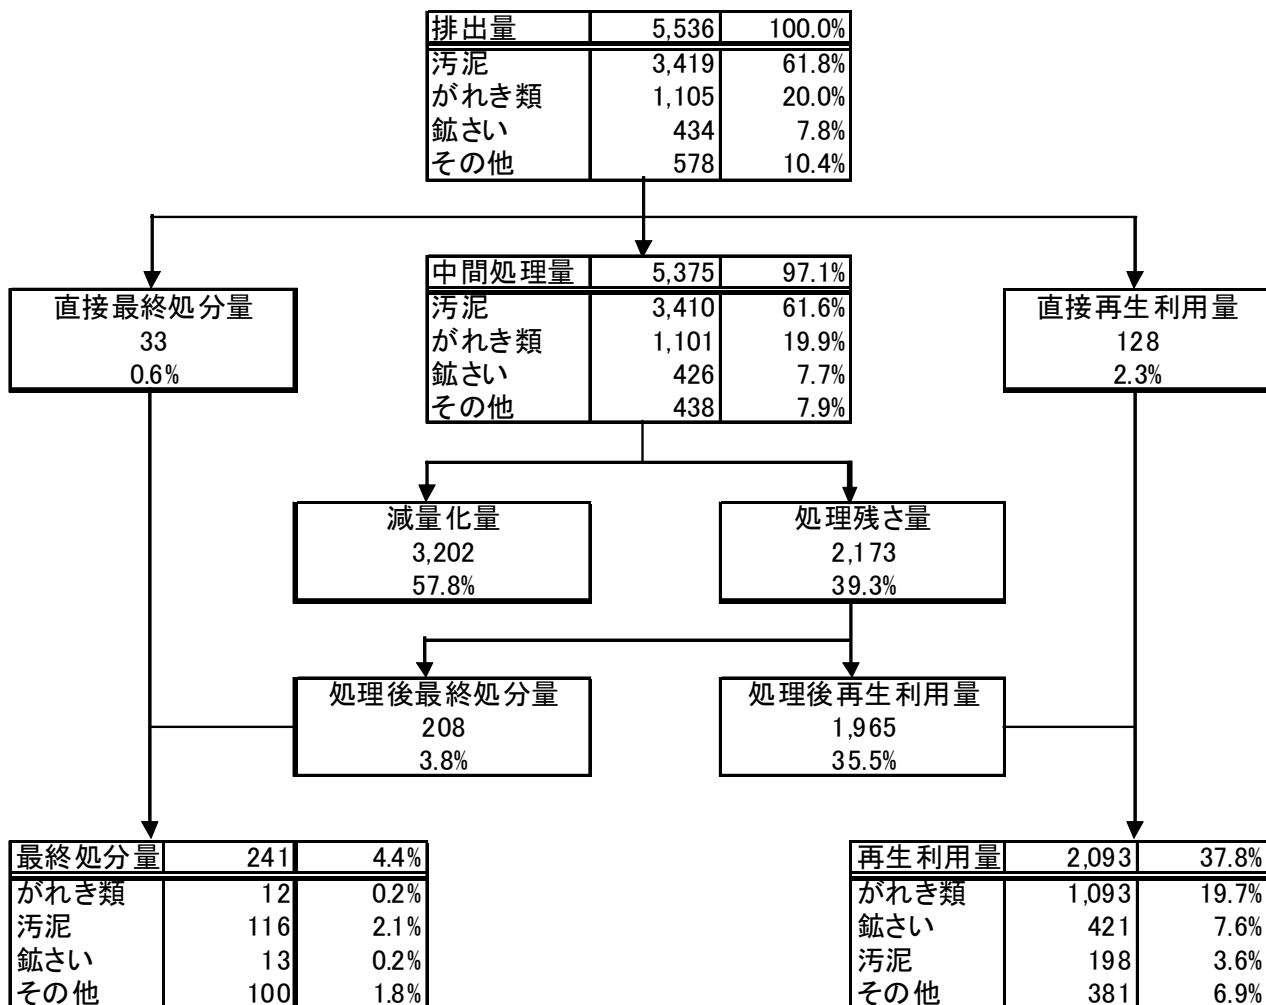 排出量 5,536 100.0%
汚泥 3,419 61.8%
がれき類 1,105 20.0%
鉱さい 434 7.8%
その他 578 10.4%
直接最終処分量
33
0.6%
中間処理量 5,375 97.1%
汚泥 3,410 61.6%
がれき類 1,101 19.9%
鉱さい 426 7.7%
その他 438 7.9%
直接再生利用量
128
2.3%
減量化量
3,202
57.8%
処理残さ量
2,173
39.3%
処理後最終処分量
208
3.8%
処理後再生利用量
1,965
35.5%
最終処分量 241 4.4%
がれき類 12 0.2%
汚泥 116 2.1%
鉱さい 13 0.2%
その他 100 1.8%
再生利用量 2,093 37.8%
がれき類 1,093 19.7%
鉱さい 421 7.6%
汚泥 198 3.6%
その他 381 6.9%